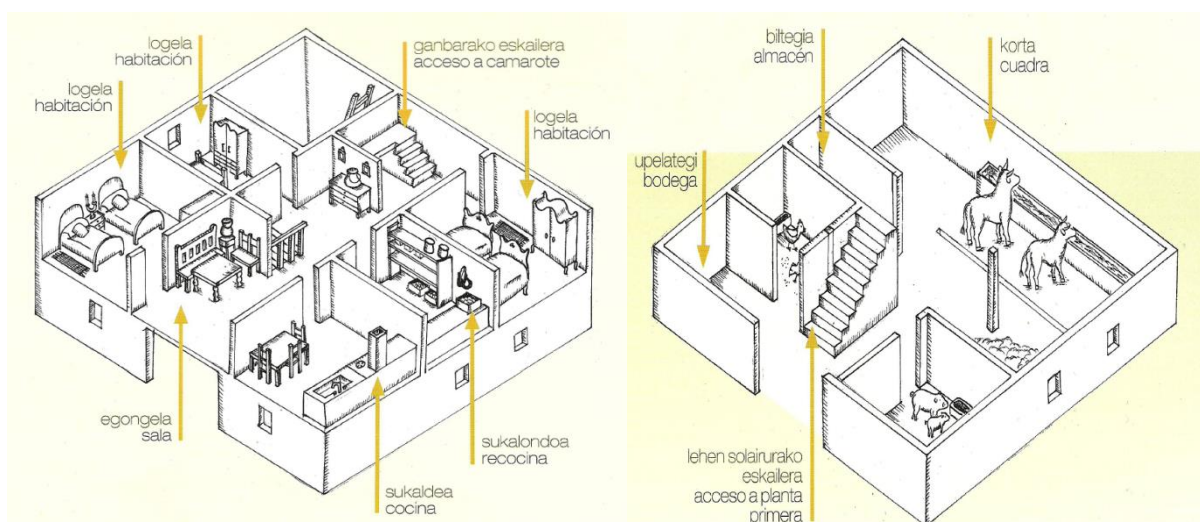 logela
habitación
logela
habitación
ganbarako eskailera
acceso a camarote
logela
habitación
egongela
sala
sukaldea
cocina
sukalondoa
recocina
biltegia
almacén
korta
cuadra
upelategi
bodega
lehen solairurako
eskailera
acceso a planta
primera